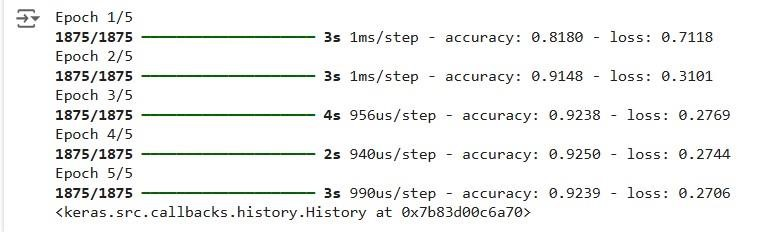 Epoch 1/5
1875/1875 ━━━━━━━━━━━━━━━━━━━━ 3s 1ms/step - accuracy: 0.8180 - loss: 0.7118
Epoch 2/5
1875/1875 ━━━━━━━━━━━━━━━━━━━━ 3s 1ms/step - accuracy: 0.9148 - loss: 0.3101
Epoch 3/5
1875/1875 ━━━━━━━━━━━━━━━━━━━━ 4s 956us/step - accuracy: 0.9238 - loss: 0.2769
Epoch 4/5
1875/1875 ━━━━━━━━━━━━━━━━━━━━ 2s 940us/step - accuracy: 0.9250 - loss: 0.2744
Epoch 5/5
1875/1875 ━━━━━━━━━━━━━━━━━━━━ 3s 990us/step - accuracy: 0.9239 - loss: 0.2706
<keras.src.callbacks.history.History at 0x7b83d00c6a70>